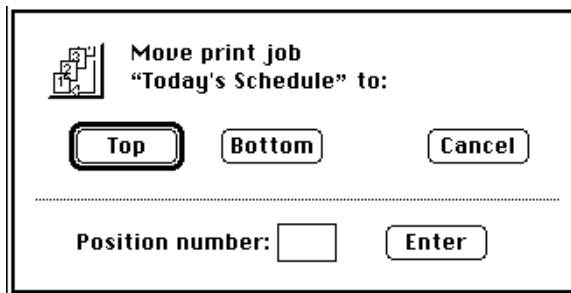 Move print job
“Today's Schedule” to:
Top Bottom Cancel
Position number: Enter